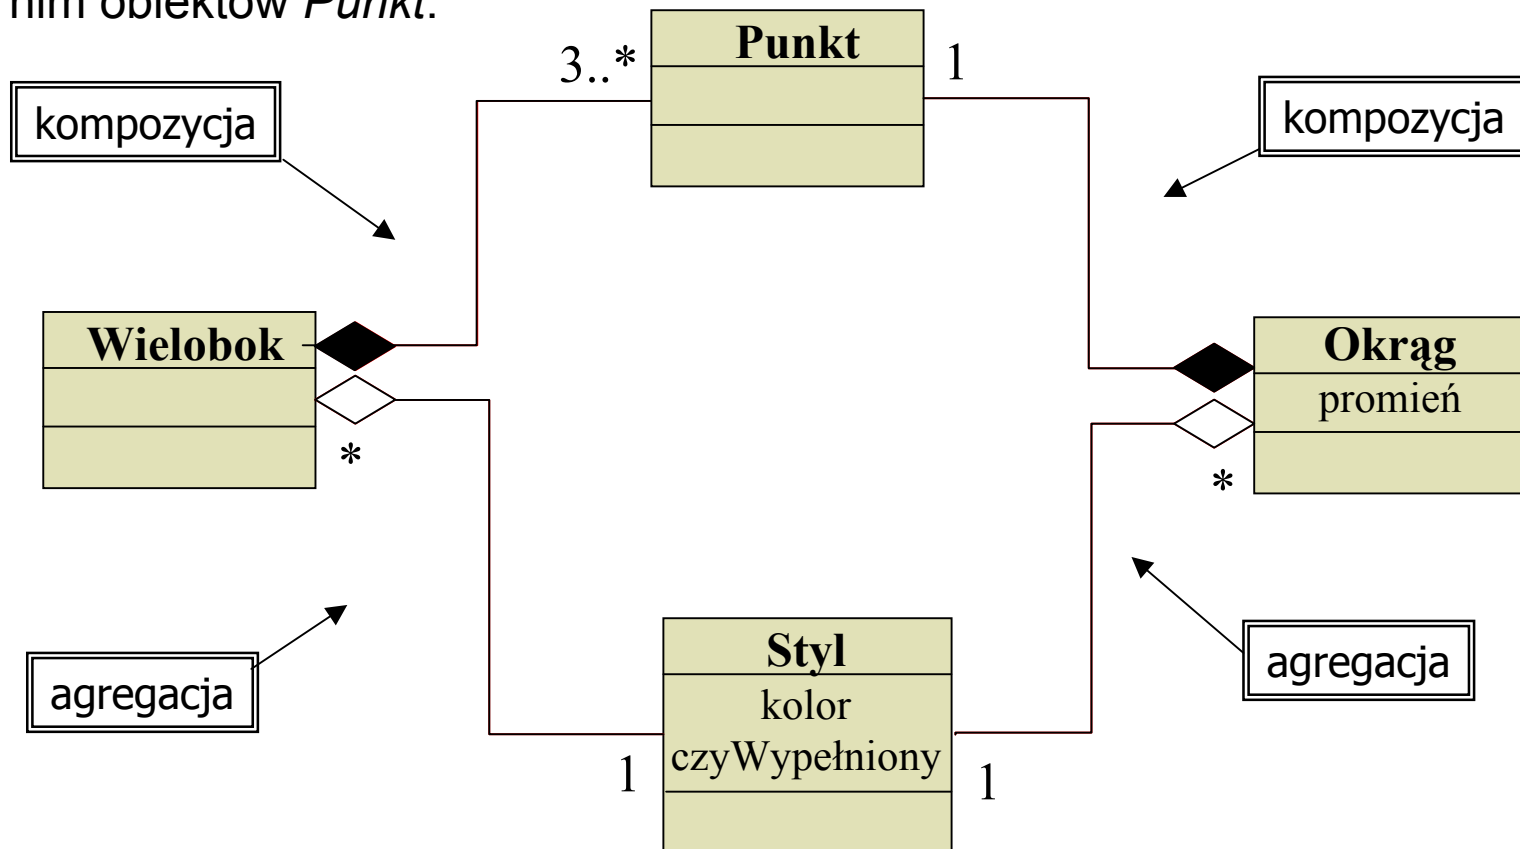 nim obiektów Punkt.
Punkt
3..*
1
kompozycja
kompozycja
Wielobok
Okrąg
promień
*
*
agregacja
agregacja
Styl
kolor
czyWypełniony
1
1